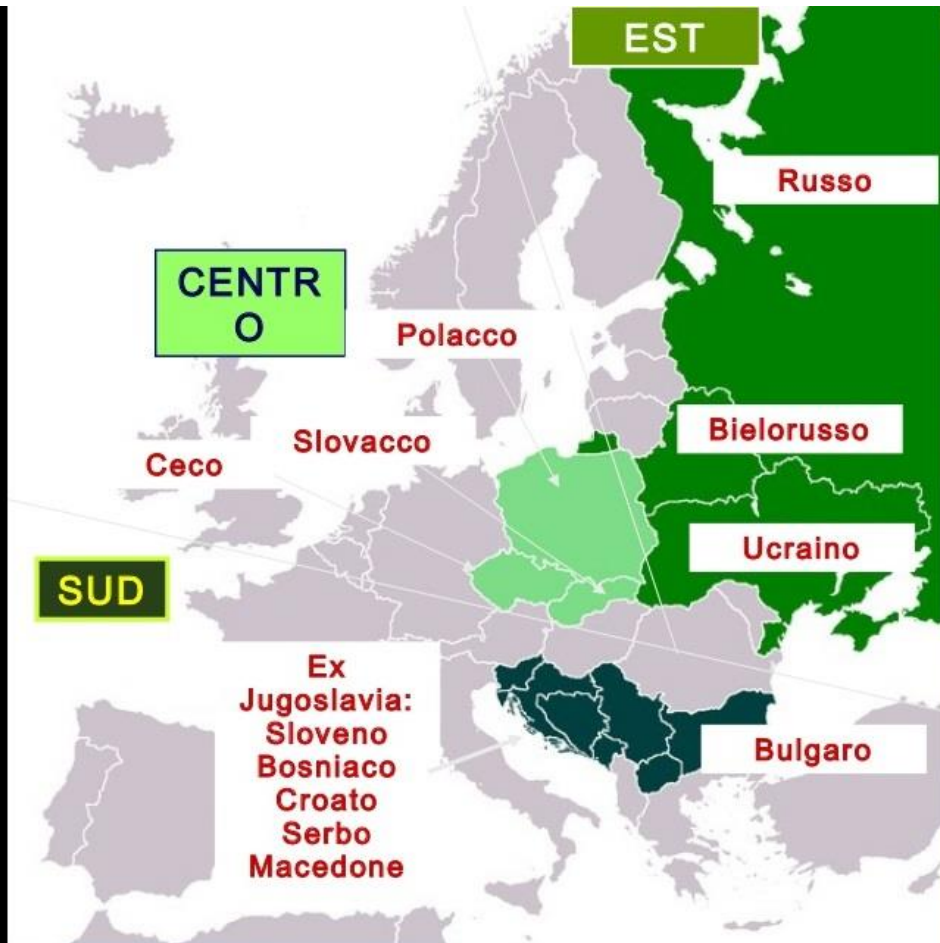 EST
Russo
CENTR
O
Polacco
Bielorusso
Slovacco
Ceco
Ucraino
SUD
Ex
Jugoslavia:
Sloveno
Bosniaco
Croato
Serbo
Macedone
Bulgaro